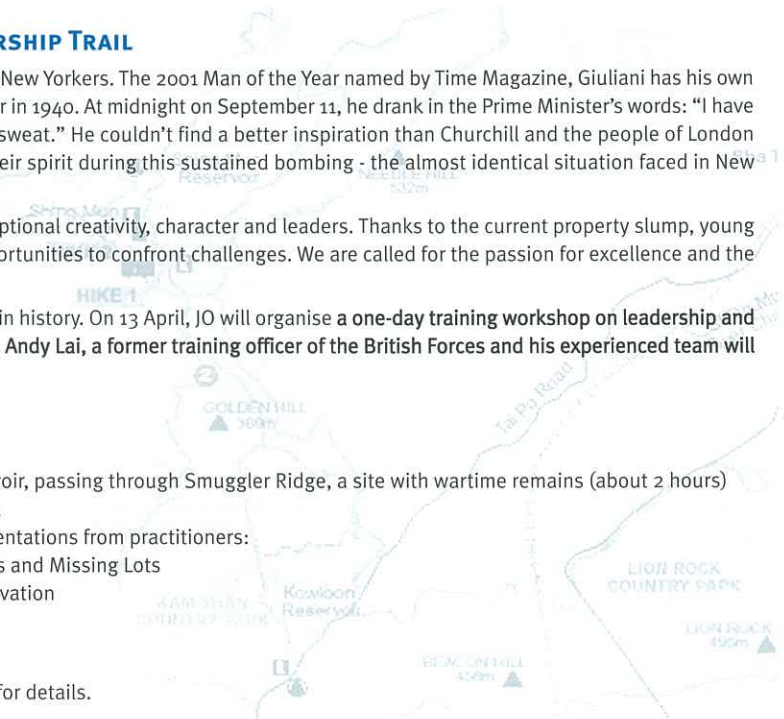 RSHIP TRAIL
New Yorkers. The 2001 Man of the Year named by Time Magazine, Giuliani has his own
r in 1940. At midnight on September 11, he drank in the Prime Minister's words: "I have
sweat." He couldn't find a better inspiration than Churchill and the people of London
eir spirit during this sustained bombing - the almost identical situation faced in New
Reservoir
NEEDLE HILL
532m
Sha T
Shing Mun
ptional creativity, character and leaders. Thanks to the current property slump, young
ortunities to confront challenges. We are called for the passion for excellence and the
HIKE 1
in history. On 13 April, JO will organise a one-day training workshop on leadership and
Andy Lai, a former training officer of the British Forces and his experienced team will
2
GOLDEN HILL
369m
Tai Po Road
oir, passing through Smuggler Ridge, a site with wartime remains (about 2 hours)
entations from practitioners:
s and Missing Lots
vation
KAM SHAN
COUNTRY PARK
Kowloon
Reservoir
LION ROCK
COUNTRY PARK
LION ROCK
495m
BEACON HILL
458m
for details.